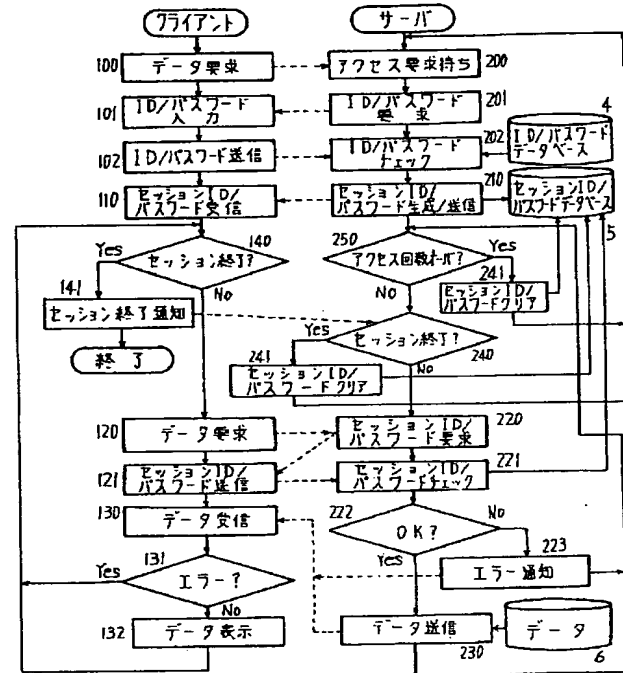 クライアント
サーバ
100
データ要求
アクセス要求待ち
200
101
ID/パスワード
入力
ID/パスワード
要求
201
4
102
ID/パスワード送信
ID/パスワード
チェック
202
ID/パスワード
データベース
110
セッションID/
パスワード受信
セッションID/
パスワード生成/送信
210
セッションID/
パスワードデータベース
5
140
Yes
セッション終了?
No
250
アクセス回数オーバ?
Yes
No
241
セッションID/
パスワードクリア
141
セッション終了通知
終了
Yes
セッション終了?
240
No
241
セッションID/
パスワードクリア
120
データ要求
セッションID/
パスワード要求
220
121
セッションID/
パスワード送信
セッションID/
パスワードチェック
221
130
データ受信
222
OK?
No
Yes
131
Yes
エラー?
No
223
エラー通知
132
データ表示
データ送信
230
データ
6